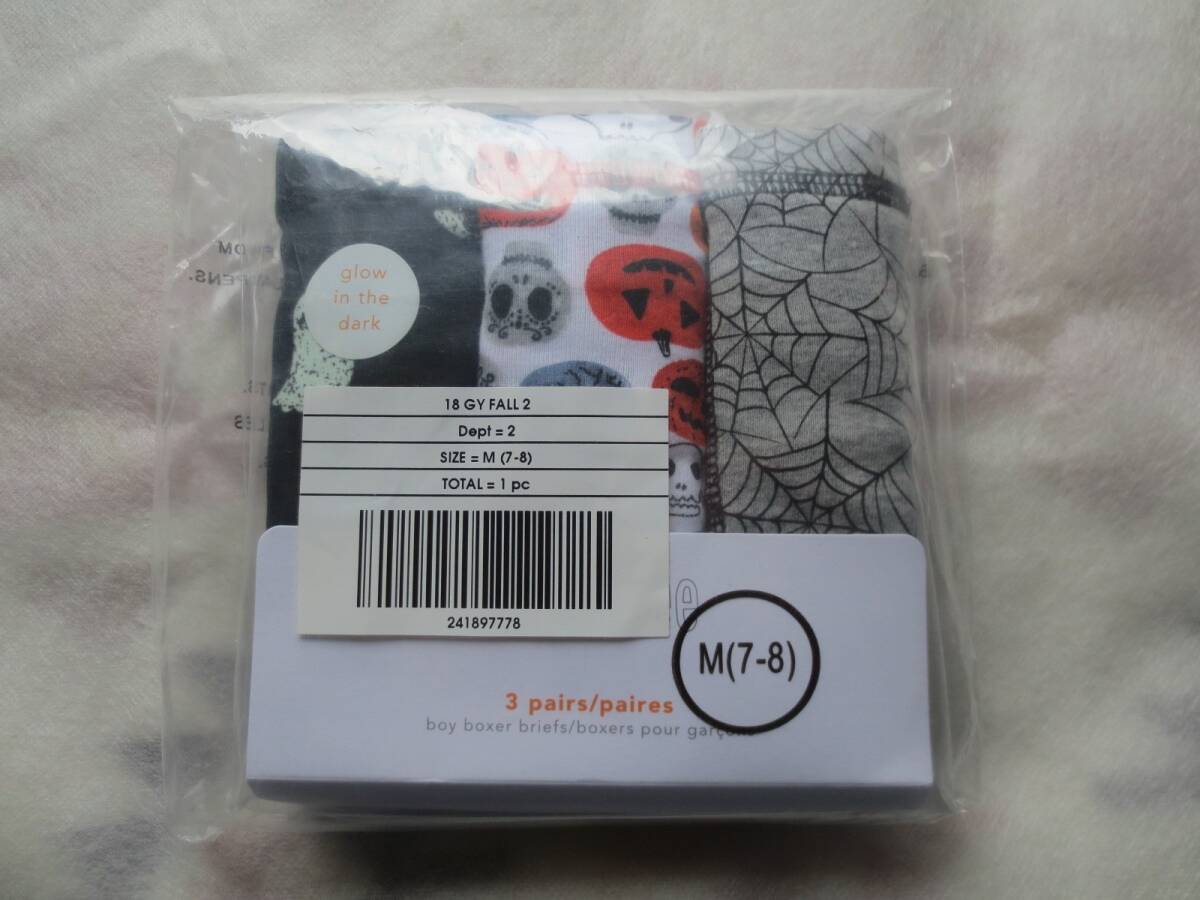 glow
in the
dark
18 GY FALL 2
Dept = 2
SIZE = M (7-8)
TOTAL = 1 pc
241897778
M(7-8)
3 pairs/paires
boy boxer briefs/boxers pour garçons